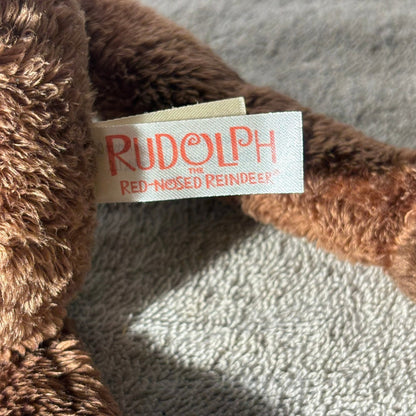 RUDOLPH
THE
RED-NOSED REINDEER